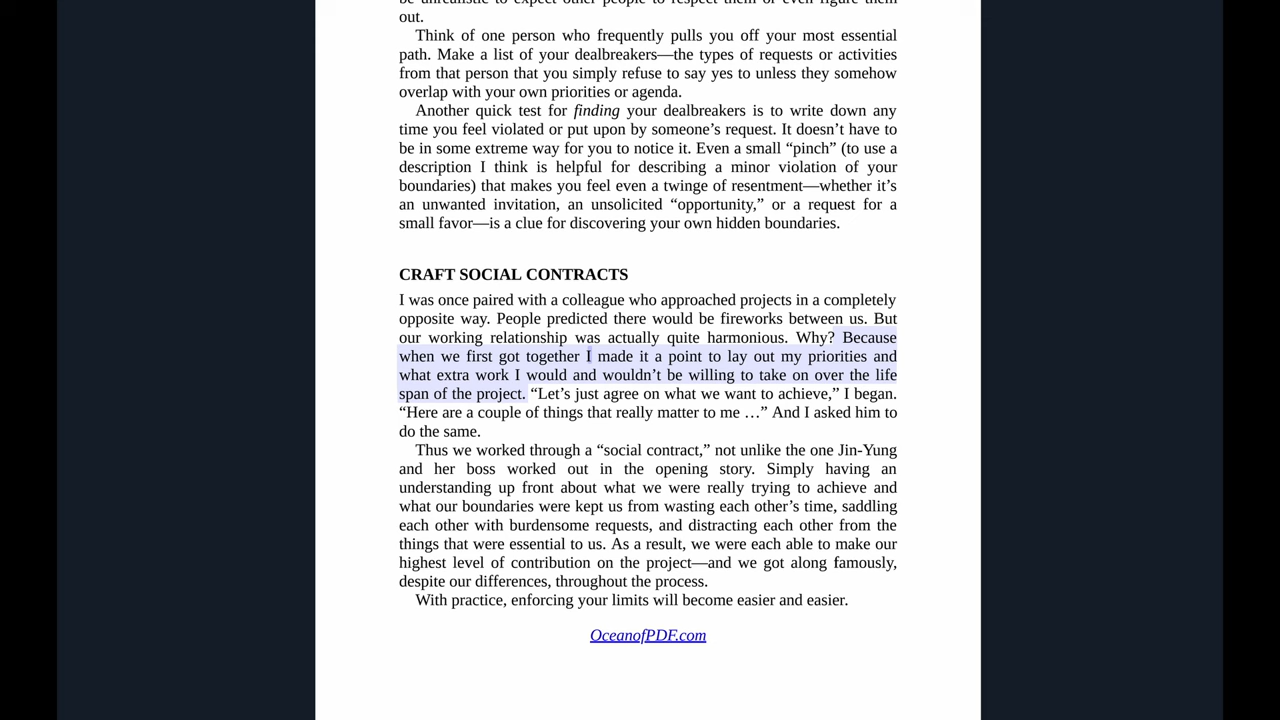 be unrealistic to expect other people to respect them or even figure them
out.
Think of one person who frequently pulls you off your most essential
path. Make a list of your dealbreakers—the types of requests or activities
from that person that you simply refuse to say yes to unless they somehow
overlap with your own priorities or agenda.
Another quick test for finding your dealbreakers is to write down any
time you feel violated or put upon by someone’s request. It doesn’t have to
be in some extreme way for you to notice it. Even a small “pinch” (to use a
description I think is helpful for describing a minor violation of your
boundaries) that makes you feel even a twinge of resentment—whether it’s
an unwanted invitation, an unsolicited “opportunity,” or a request for a
small favor—is a clue for discovering your own hidden boundaries.
CRAFT SOCIAL CONTRACTS
I was once paired with a colleague who approached projects in a completely
opposite way. People predicted there would be fireworks between us. But
our working relationship was actually quite harmonious. Why? Because
when we first got together I made it a point to lay out my priorities and
what extra work I would and wouldn’t be willing to take on over the life
span of the project. “Let’s just agree on what we want to achieve,” I began.
“Here are a couple of things that really matter to me …” And I asked him to
do the same.
Thus we worked through a “social contract,” not unlike the one Jin-Yung
and her boss worked out in the opening story. Simply having an
understanding up front about what we were really trying to achieve and
what our boundaries were kept us from wasting each other’s time, saddling
each other with burdensome requests, and distracting each other from the
things that were essential to us. As a result, we were each able to make our
highest level of contribution on the project—and we got along famously,
despite our differences, throughout the process.
With practice, enforcing your limits will become easier and easier.
OceanofPDF.com